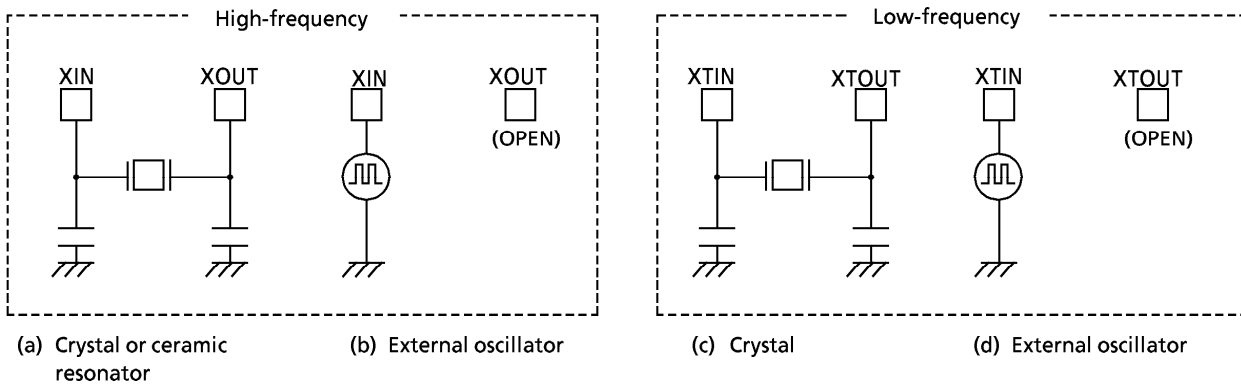 High-frequency
Low-frequency
XIN
XOUT
XIN
XOUT
(OPEN)
XTIN
XTOUT
XTIN
XTOUT
(OPEN)
(a) Crystal or ceramic
resonator
(b) External oscillator
(c) Crystal
(d) External oscillator